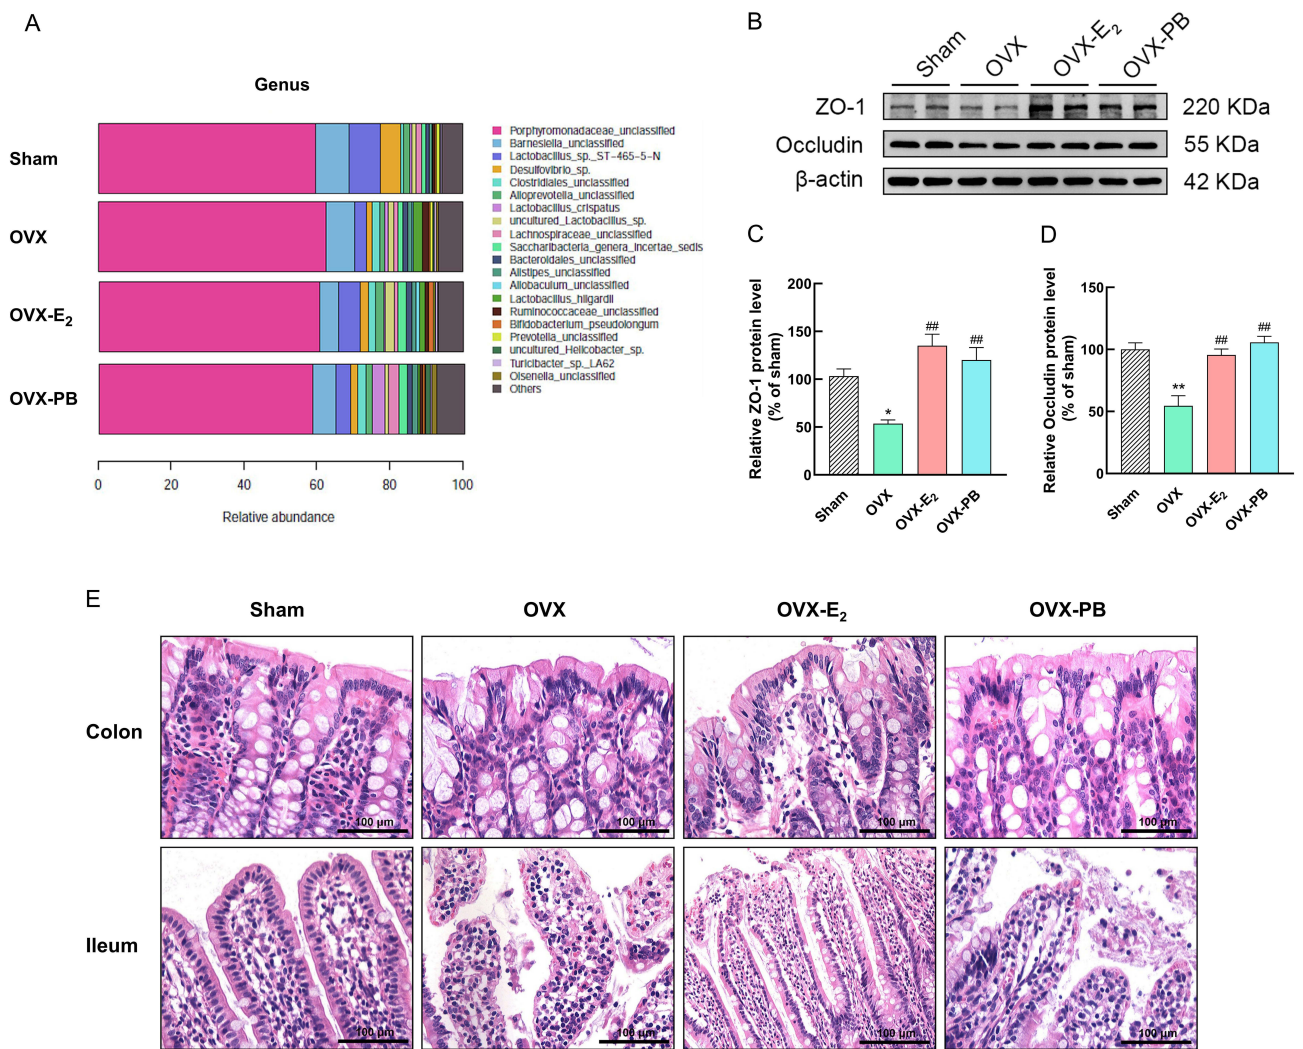 A
Genus
Sham
OVX
OVX-E2
OVX-PB
0 20 40 60 80 100
Relative abundance
Porphyromonadaceae_unclassified
Barnesiella_unclassified
Lactobacillus_sp._ST-465-5-N
Desulfovibrio_sp.
Clostridiales_unclassified
Alloprevotella_unclassified
Lactobacillus_crispatus
uncultured_Lactobacillus_sp.
Lachnospiraceae_unclassified
Saccharibacteria_genera_incertae_sedis
Bacteroidales_unclassified
Alistipes_unclassified
Allobaculum_unclassified
Lactobacillus_hilgardii
Ruminococcaceae_unclassified
Bifidobacterium_pseudolongum
Prevotella_unclassified
uncultured_Helicobacter_sp.
Turicibacter_sp._LA62
Olsenella_unclassified
Others
B
Sham OVX OVX-E2 OVX-PB
ZO-1 220 KDa
Occludin 55 KDa
β-actin 42 KDa
C
Relative ZO-1 protein level
(% of sham)
200
150
100
50
0
*
##
##
Sham OVX OVX-E2 OVX-PB
D
Relative Occludin protein level
(% of sham)
150
100
50
0
**
##
##
Sham OVX OVX-E2 OVX-PB
E
Sham OVX OVX-E2 OVX-PB
Colon
100 μm 100 μm 100 μm 100 μm
Ileum
100 μm 100 μm 100 μm 100 μm